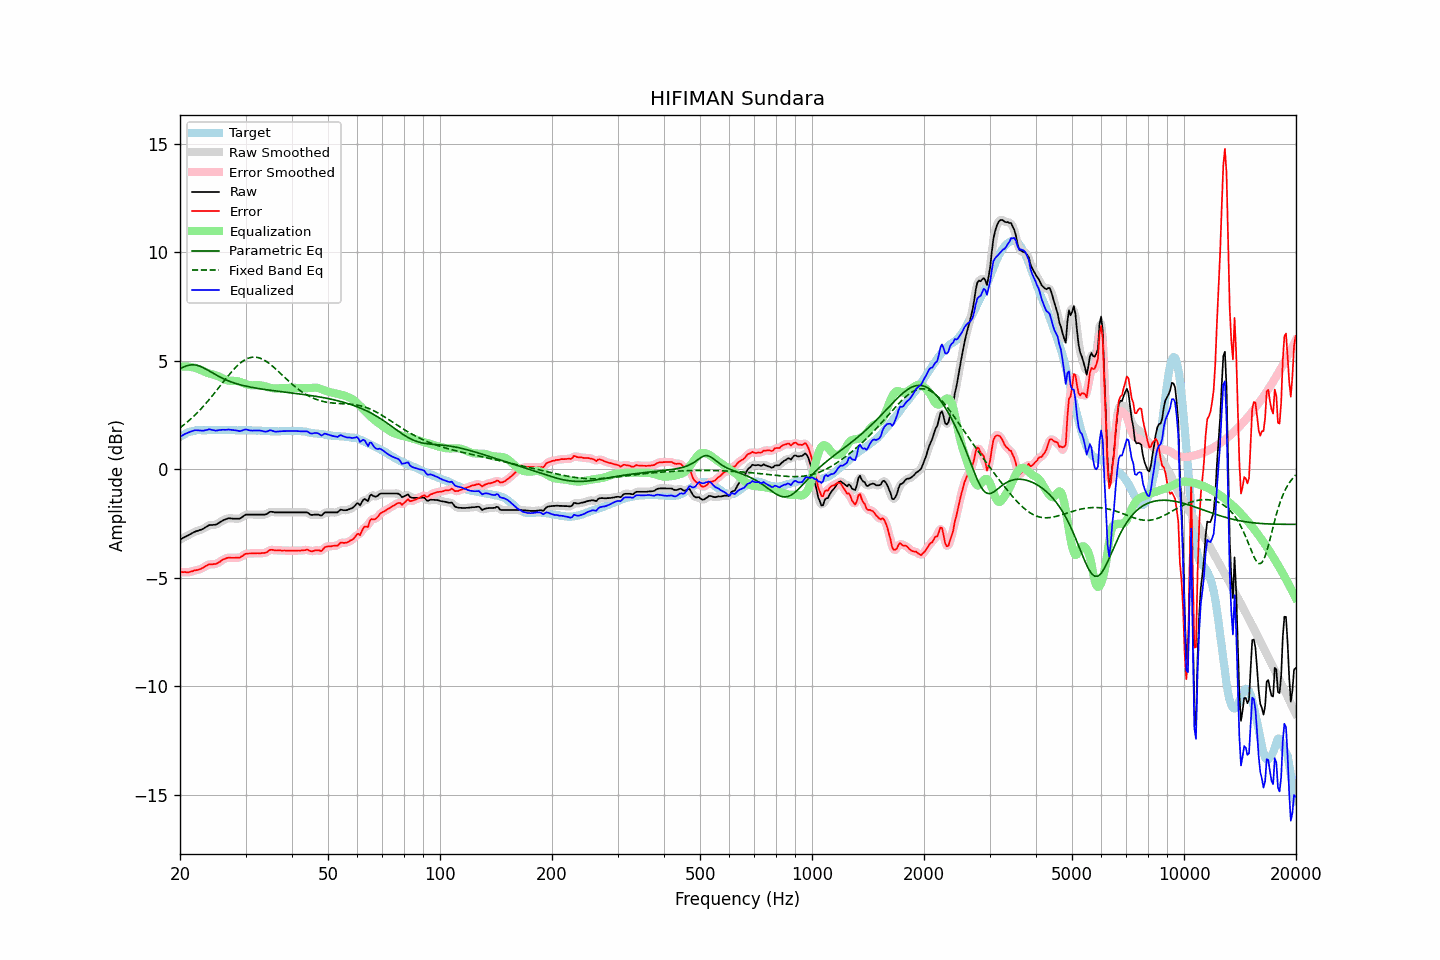 HIFIMAN Sundara
Target
Raw Smoothed
Error Smoothed
Raw
Error
Equalization
Parametric Eq
Fixed Band Eq
Equalized
15
10
5
0
−5
−10
−15
Amplitude (dBr)
20
50
100
200
500
1000
2000
5000
10000
20000
Frequency (Hz)